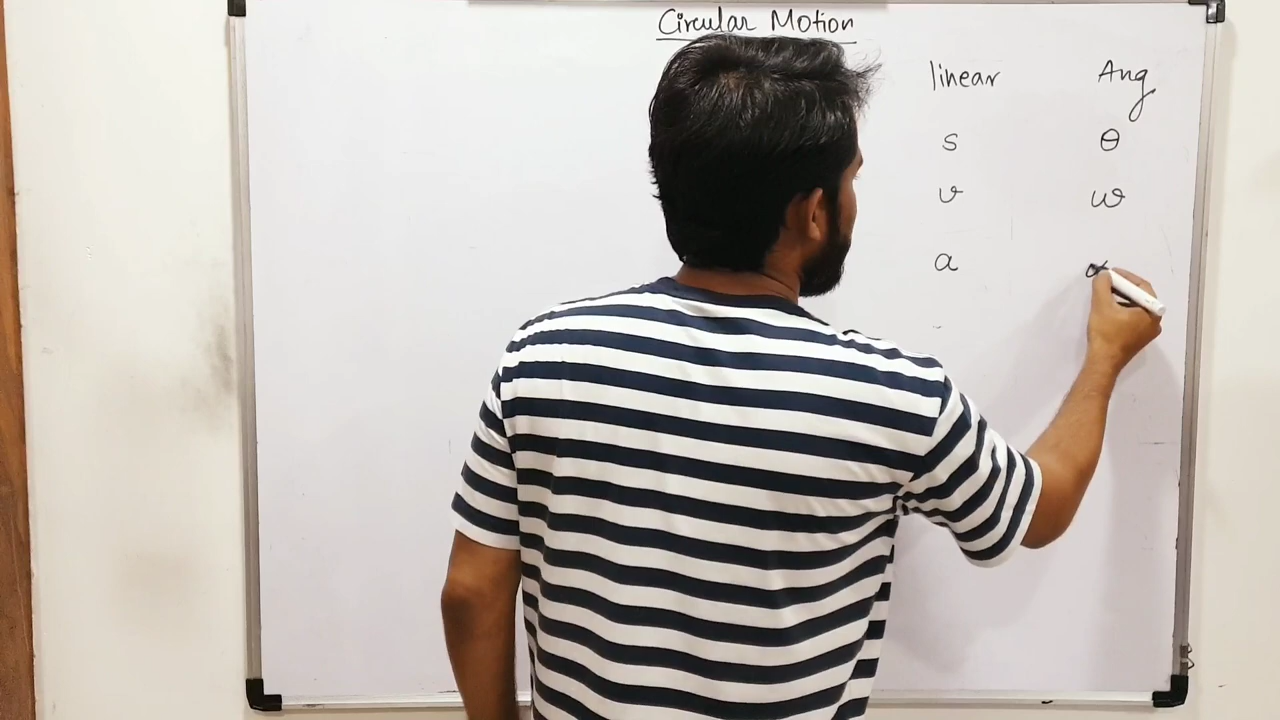 Circular Motion
linear Ang
s θ
v ω
a α